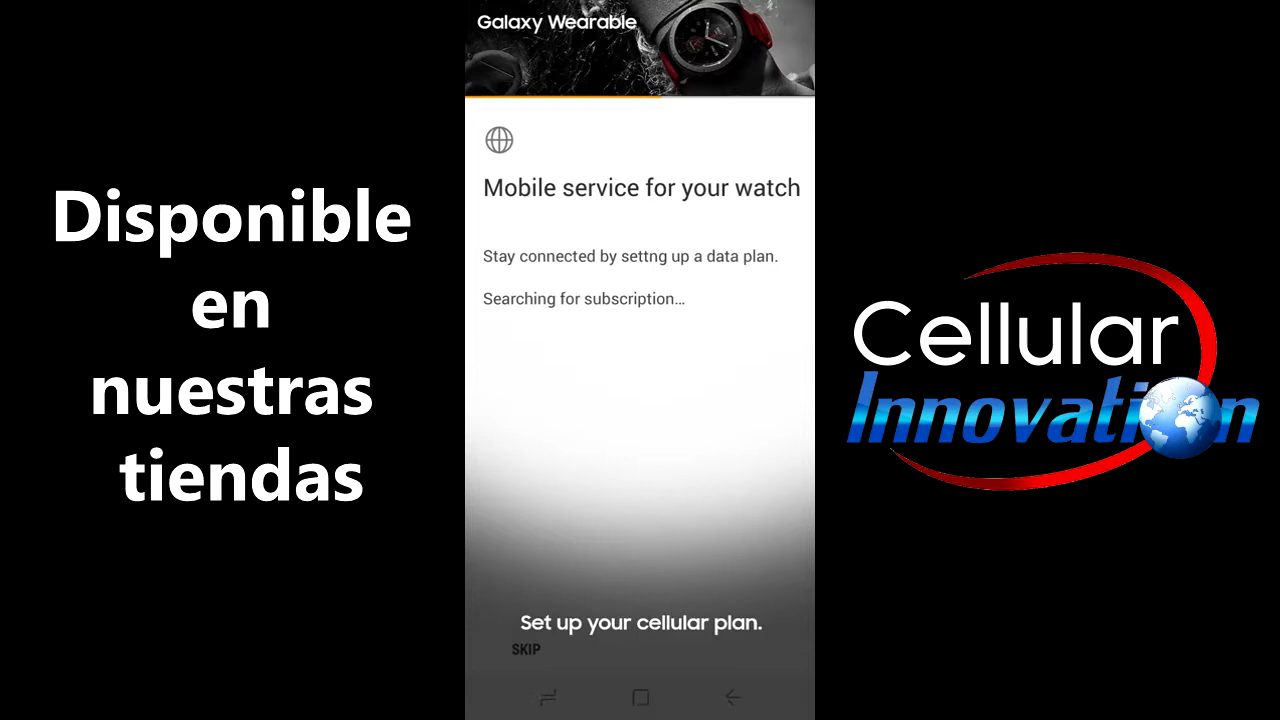 Disponible
en
nuestras
tiendas
Galaxy Wearable
Mobile service for your watch
Stay connected by settng up a data plan.
Searching for subscription...
Set up your cellular plan.
SKIP
Cellular
Innovation